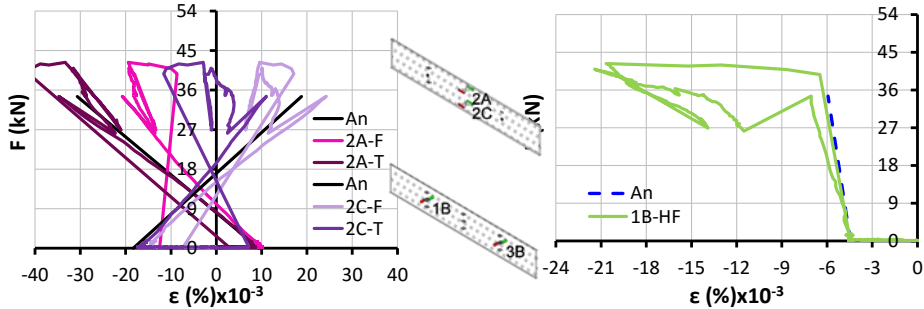 F (kN)
54
45
36
27
18
9
0
-40 -30 -20 -10 0 10 20 30 40
ε (%)x10⁻³
An
2A-F
2A-T
An
2C-F
2C-T
2A
2C
1B
3B
54
45
36
27
18
9
0
-24 -21 -18 -15 -12 -9 -6 -3 0
ε (%)x10⁻³
An
1B-HF